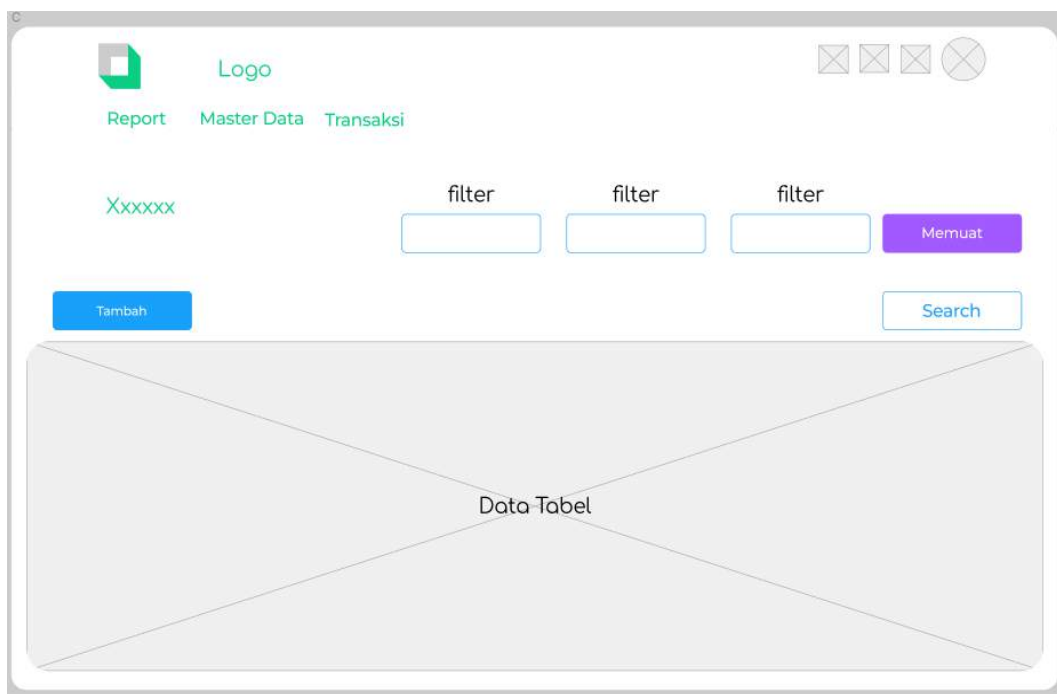 C
Logo
Report Master Data Transaksi
Xxxxxx
filter filter filter
Memuat
Tambah
Search
Data Tabel